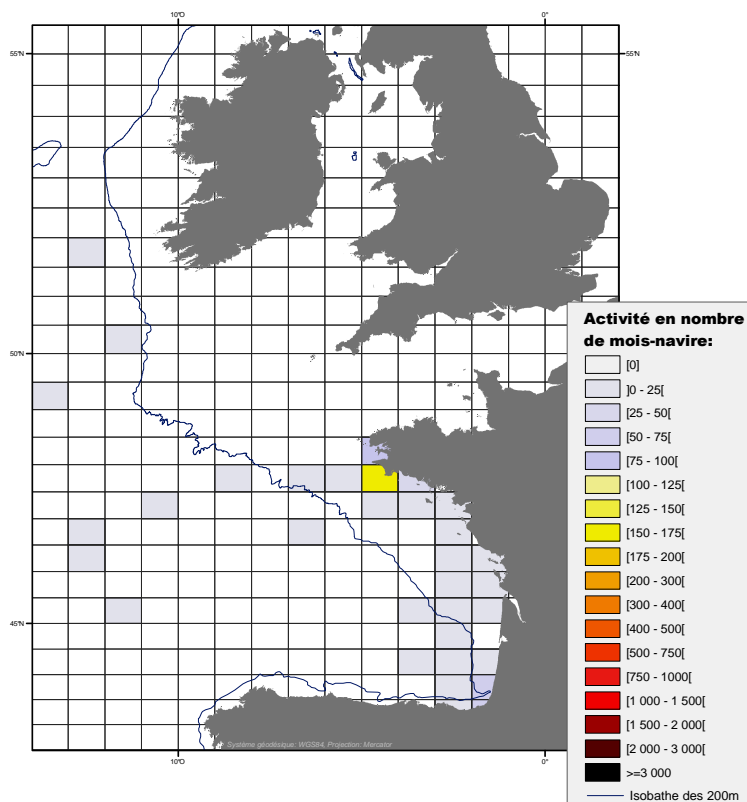 10°O 0°
55°N 55°N
50°N
45°N
10°O 0°
Système géodésique: WGS84, Projection: Mercator
Activité en nombre
de mois-navire:
[0]
]0 - 25[
[25 - 50[
[50 - 75[
[75 - 100[
[100 - 125[
[125 - 150[
[150 - 175[
[175 - 200[
[200 - 300[
[300 - 400[
[400 - 500[
[500 - 750[
[750 - 1000[
[1 000 - 1 500[
[1 500 - 2 000[
[2 000 - 3 000[
>=3 000
Isobathe des 200m